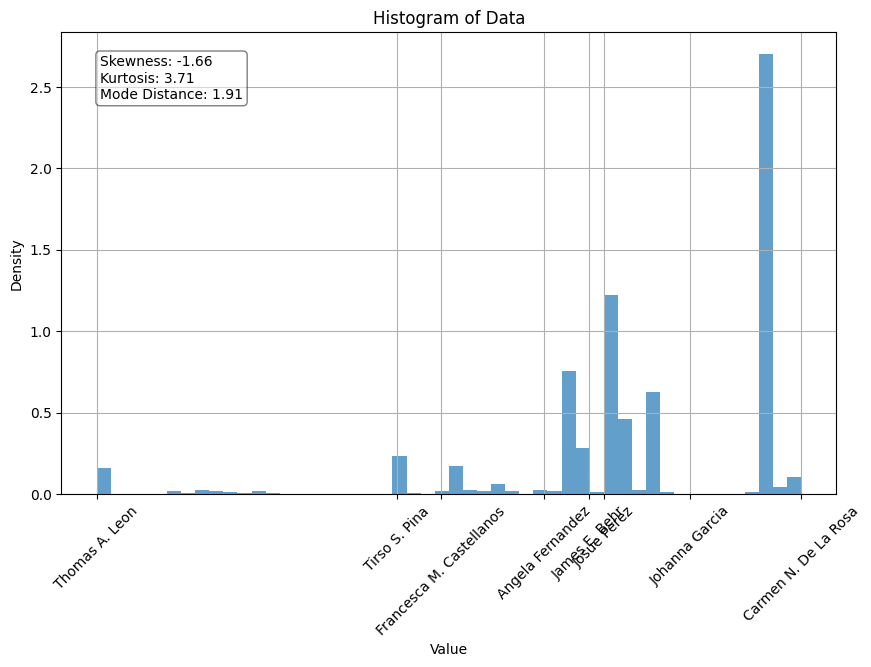 Histogram of Data
Skewness: -1.66
Kurtosis: 3.71
Mode Distance: 1.91
Density
2.5
2.0
1.5
1.0
0.5
0.0
Thomas A. Leon
Tirso S. Pina
Francesca M. Castellanos
Angela Fernandez
James E. Behr
Josue Perez
Johanna Garcia
Carmen N. De La Rosa
Value